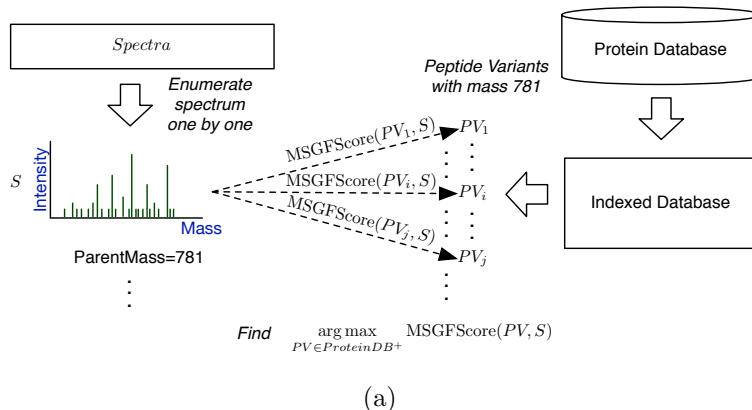 Spectra
Enumerate
spectrum
one by one
S
Intensity
Mass
ParentMass=781
MSGFScore(PV₁, S)
MSGFScore(PVᵢ, S)
MSGFScore(PVⱼ, S)
Peptide Variants
with mass 781
PV₁
PVᵢ
PVⱼ
Protein Database
Indexed Database
Find arg max MSGFScore(PV, S)
PV∈ProteinDB⁺
(a)